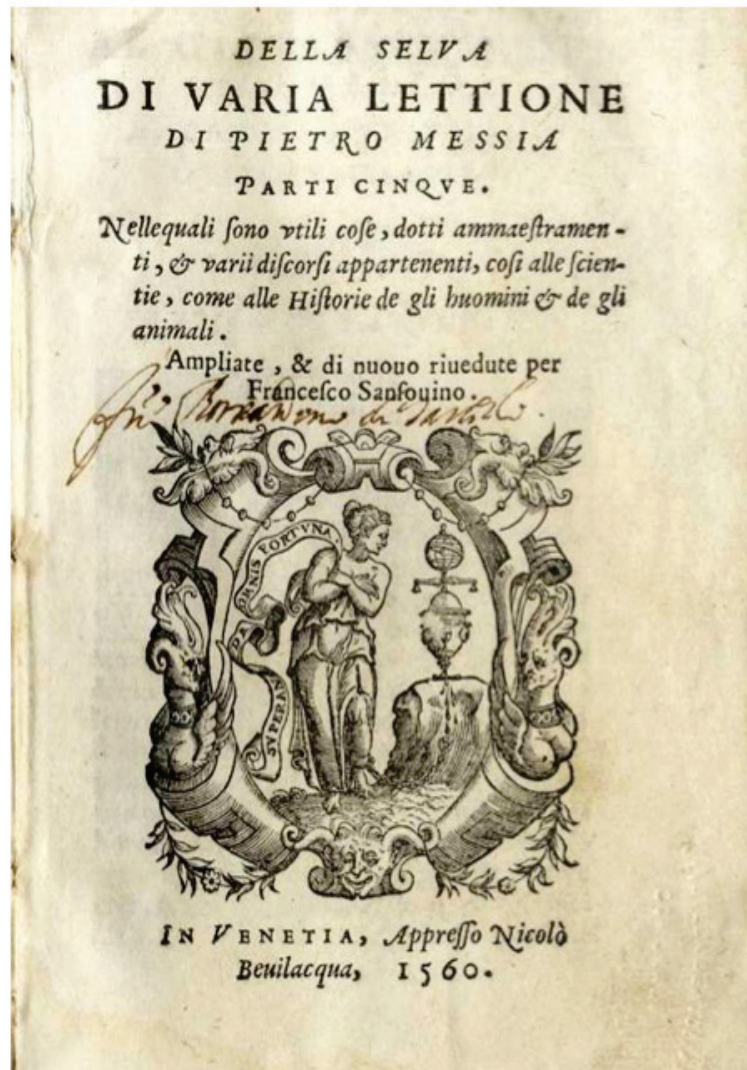 DELLA SELVA
DI VARIA LETTIONE
DI PIETRO MESSIA
PARTI CINQVE.
Nellequali ſono vtili coſe, dotti ammaeſtramen-
ti, & varii diſcorſi appartenenti, coſi alle ſcien-
tie, come alle Hiſtorie de gli huomini & de gli
animali.
Ampliate, & di nuouo riuedute per
Franceſco Sanſouino.
SVPERANDA OMNIS FORTVNA.
IN VENETIA, Appreſſo Nicolò
Beuilacqua, 1560.